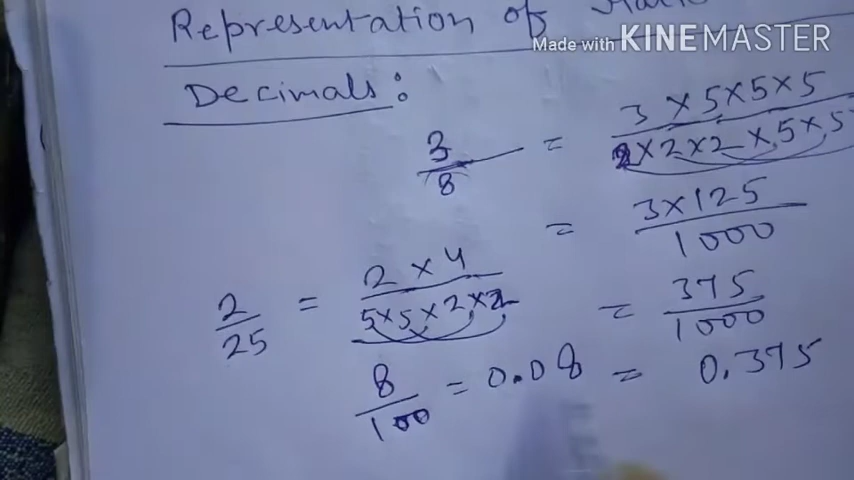 Representation of
Made with KINEMASTER
Decimals:
3/8 = 3×5×5×5 / 2×2×2×5×5×
= 3×125 / 1000
2/25 = 2×4 / 5×5×2×2
= 375 / 1000
8/100 = 0.08
= 0.375